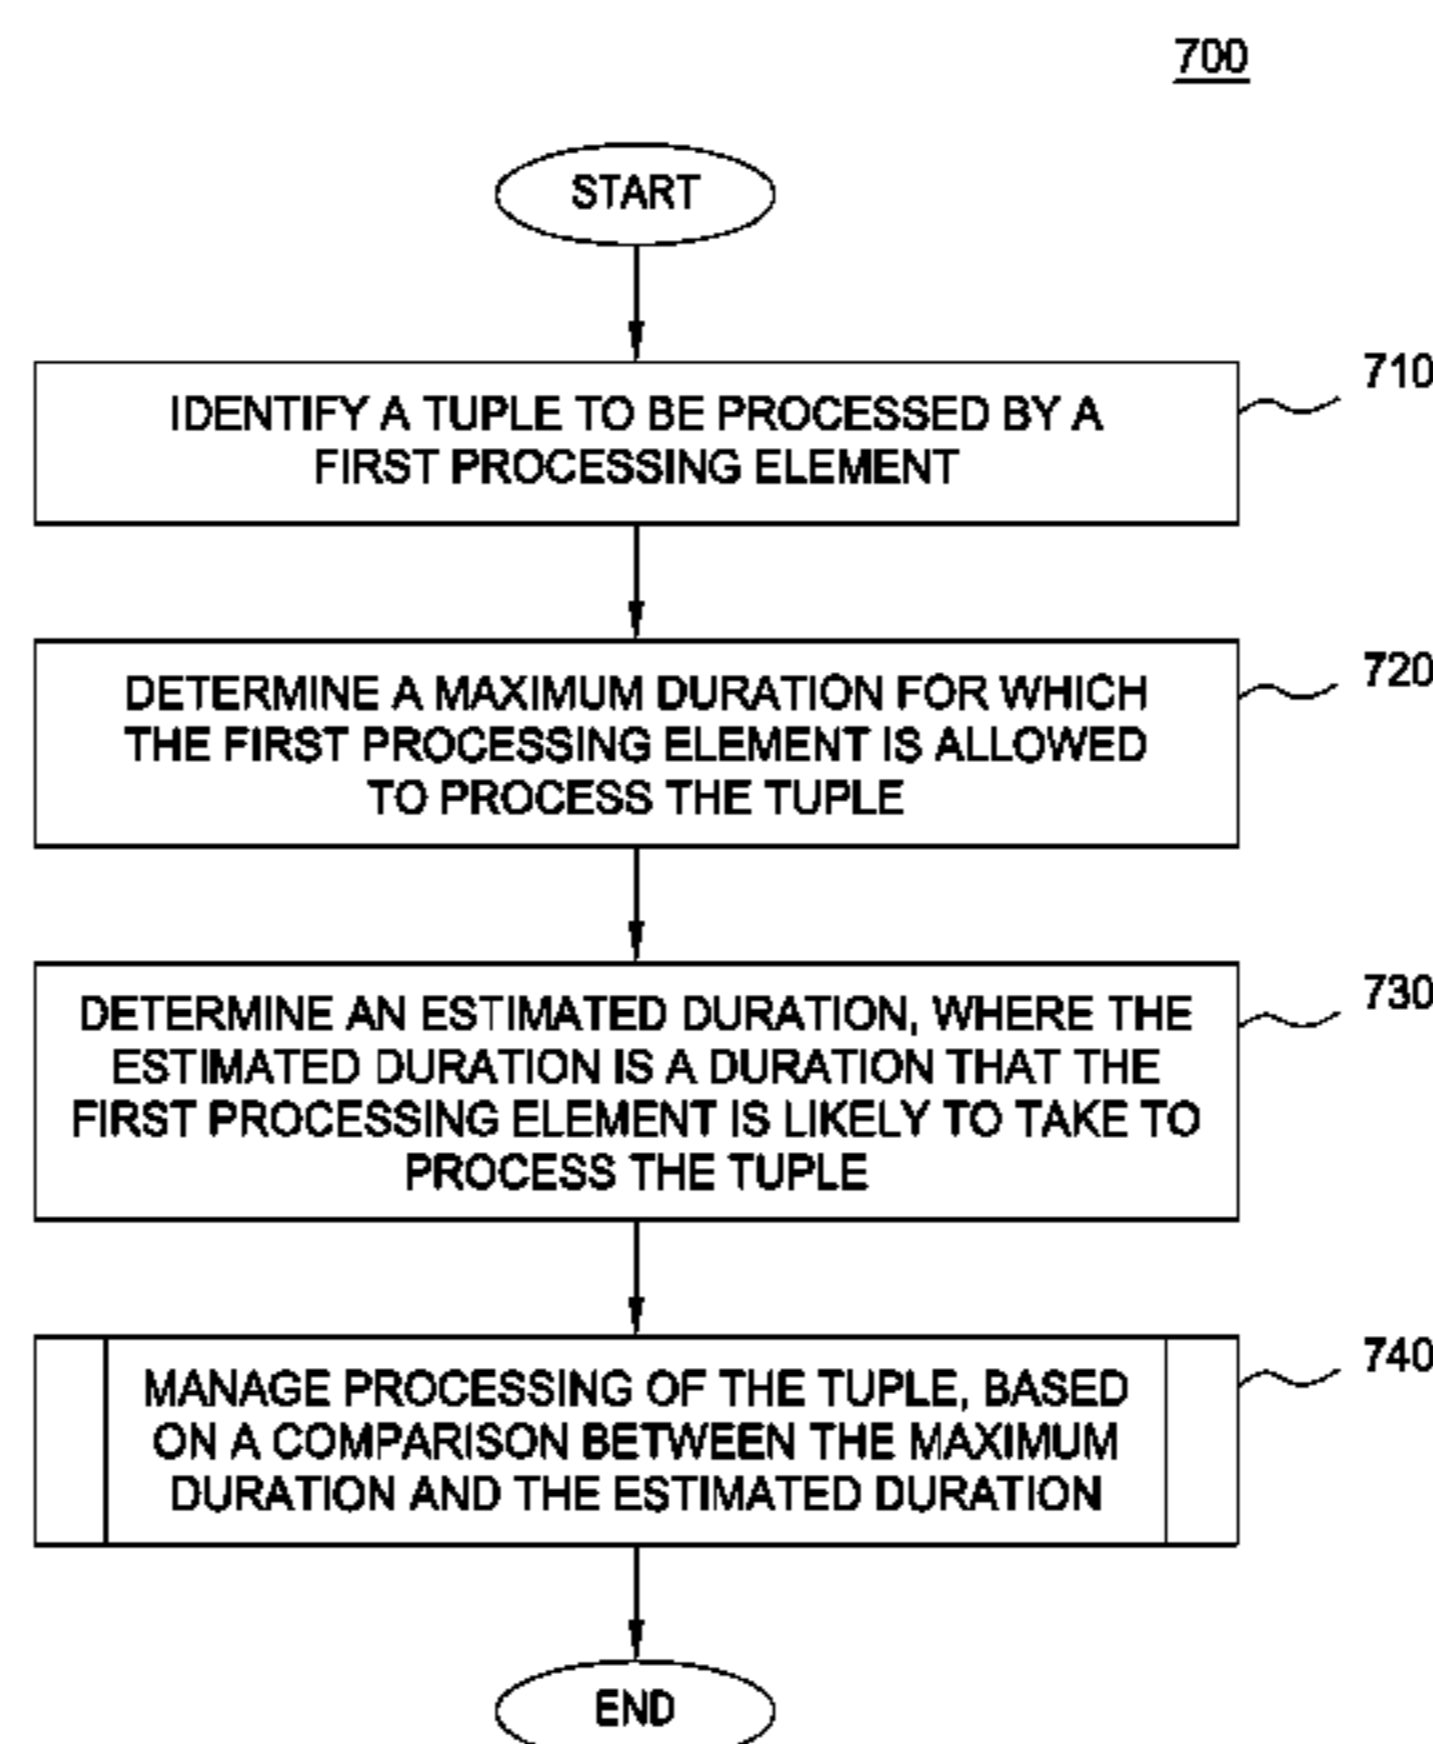 700
START
IDENTIFY A TUPLE TO BE PROCESSED BY A
FIRST PROCESSING ELEMENT
710
DETERMINE A MAXIMUM DURATION FOR WHICH
THE FIRST PROCESSING ELEMENT IS ALLOWED
TO PROCESS THE TUPLE
720
DETERMINE AN ESTIMATED DURATION, WHERE THE
ESTIMATED DURATION IS A DURATION THAT THE
FIRST PROCESSING ELEMENT IS LIKELY TO TAKE TO
PROCESS THE TUPLE
730
MANAGE PROCESSING OF THE TUPLE, BASED
ON A COMPARISON BETWEEN THE MAXIMUM
DURATION AND THE ESTIMATED DURATION
740
END